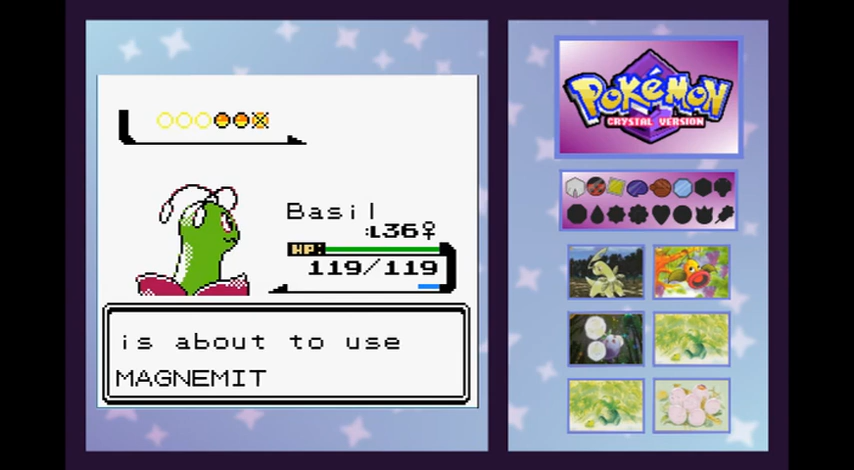 Basil
:L36♀
HP:
119/119
is about to use
MAGNEMIT
POKéMON
CRYSTAL VERSION